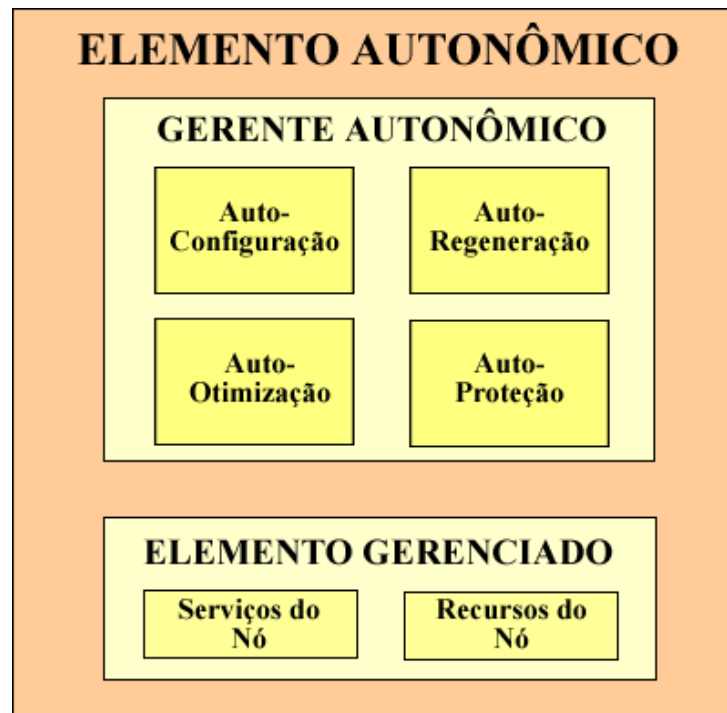 ELEMENTO AUTONÔMICO
GERENTE AUTONÔMICO
Auto-
Configuração
Auto-
Regeneração
Auto-
Otimização
Auto-
Proteção
ELEMENTO GERENCIADO
Serviços do
Nó
Recursos do
Nó